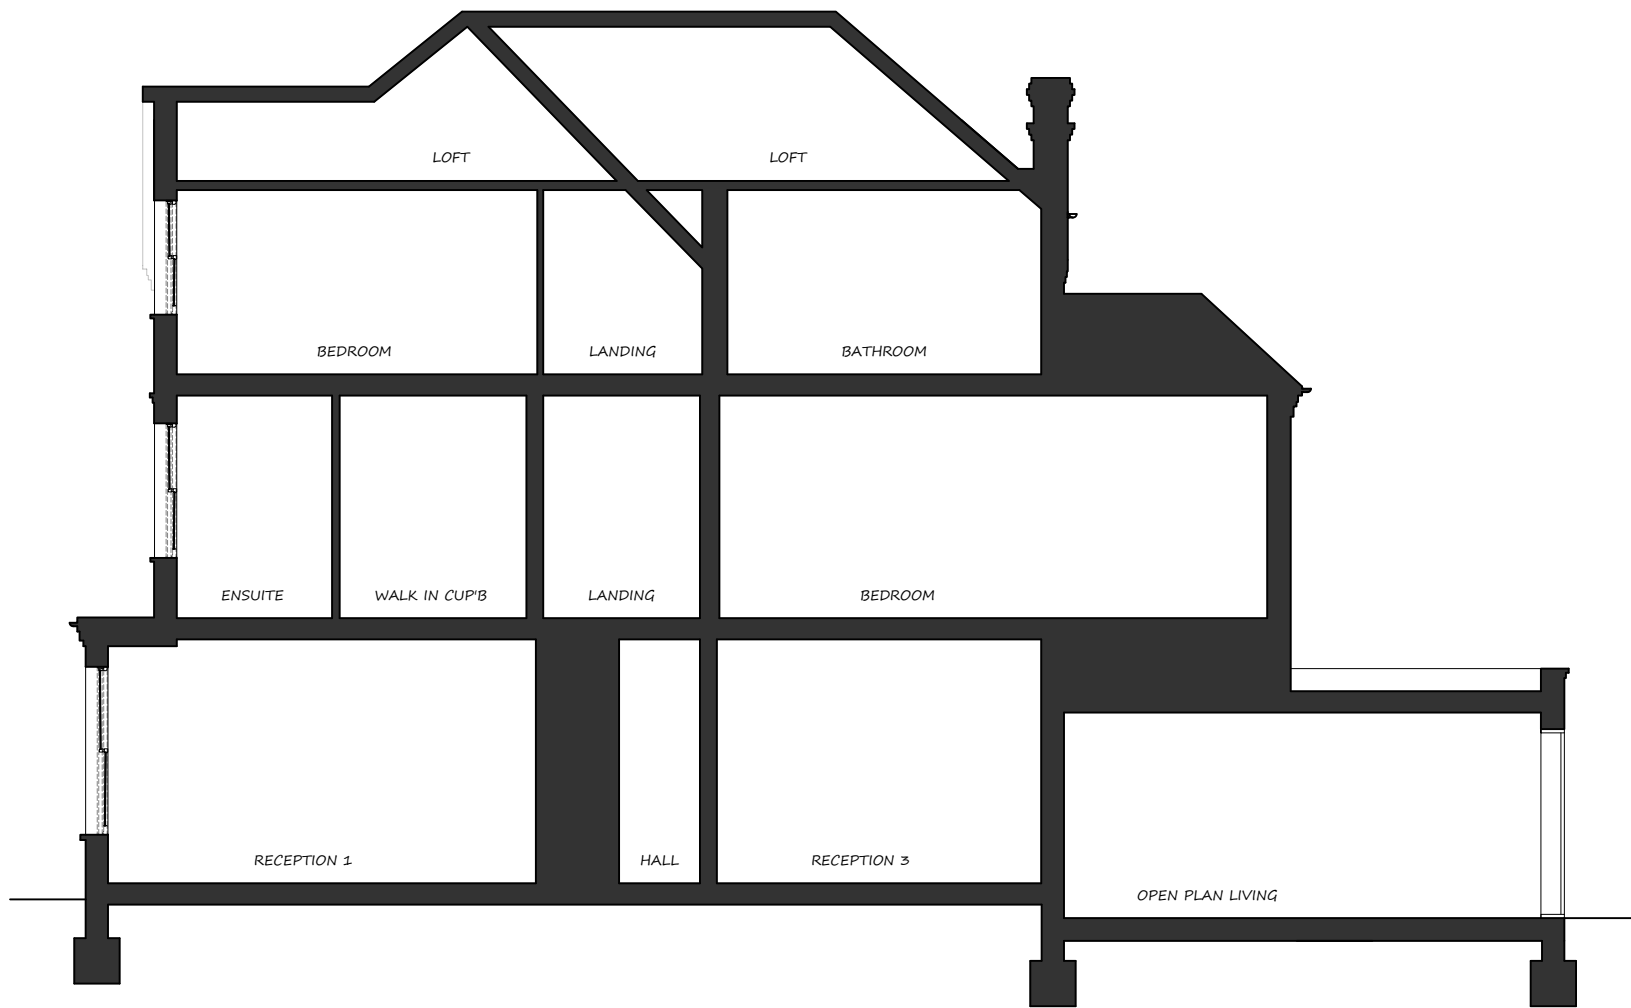 LOFT
LOFT
BEDROOM
LANDING
BATHROOM
ENSUITE
WALK IN CUP'B
LANDING
BEDROOM
RECEPTION 1
HALL
RECEPTION 3
OPEN PLAN LIVING